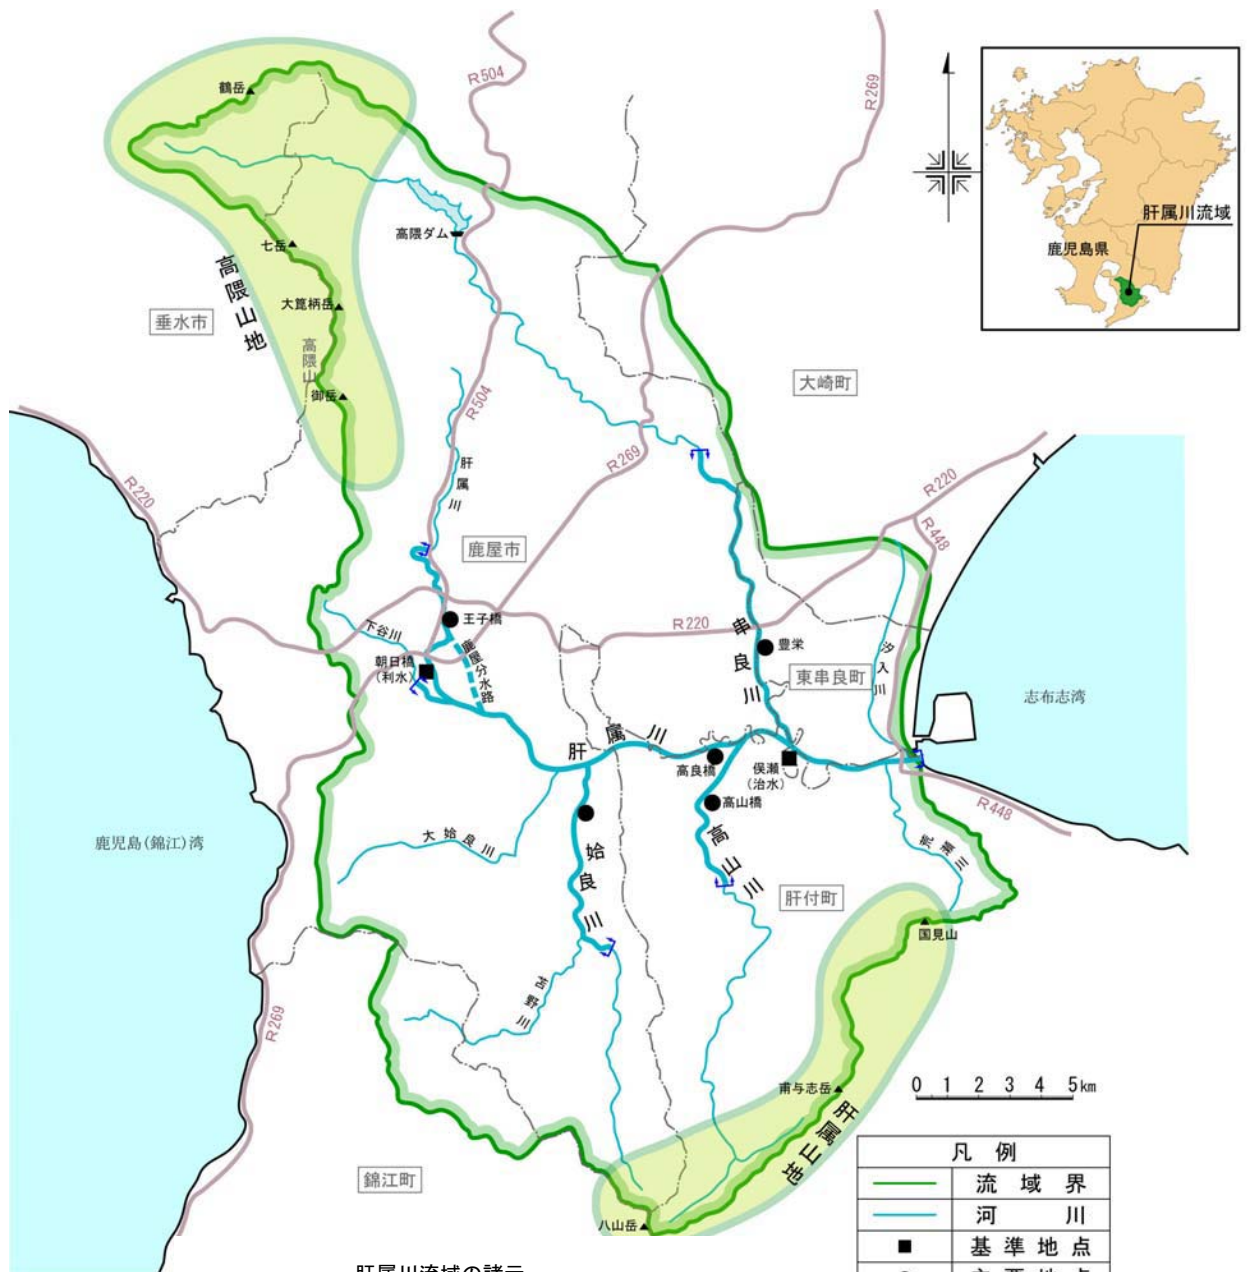 鶴岳
R504
R269
肝属川流域
鹿児島県
高隈ダム
七岳
高隈山地
大箆柄岳
垂水市
高隈山
御岳
大崎町
R504
R269
肝属川
R220
R220
R448
鹿屋市
王子橋
下谷川
R220
串良川
豊栄
朝日橋
(利水)
鹿屋分水路
東串良町
汐入川
志布志湾
肝属川
高良橋
俣瀬
(治水)
高山橋
R448
鹿児島(錦江)湾
大姶良川
姶良川
高山川
荒瀬川
肝付町
国見山
苫野川
R269
甫与志岳
肝属山地
0 1 2 3 4 5km
錦江町
八山岳
凡例
流域界
河川
基準地点